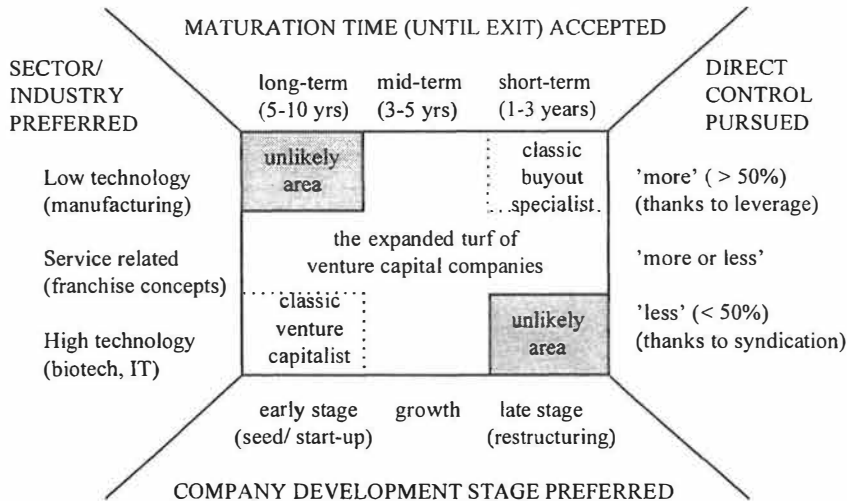 MATURATION TIME (UNTIL EXIT) ACCEPTED
SECTOR/
INDUSTRY
PREFERRED
long-term
(5-10 yrs)
mid-term
(3-5 yrs)
short-term
(1-3 years)
DIRECT
CONTROL
PURSUED
Low technology
(manufacturing)
unlikely
area
classic
buyout
specialist
'more' ( > 50%)
(thanks to leverage)
Service related
(franchise concepts)
the expanded turf of
venture capital companies
'more or less'
High technology
(biotech, IT)
classic
venture
capitalist
unlikely
area
'less' (< 50%)
(thanks to syndication)
early stage
(seed/ start-up)
growth
late stage
(restructuring)
COMPANY DEVELOPMENT STAGE PREFERRED